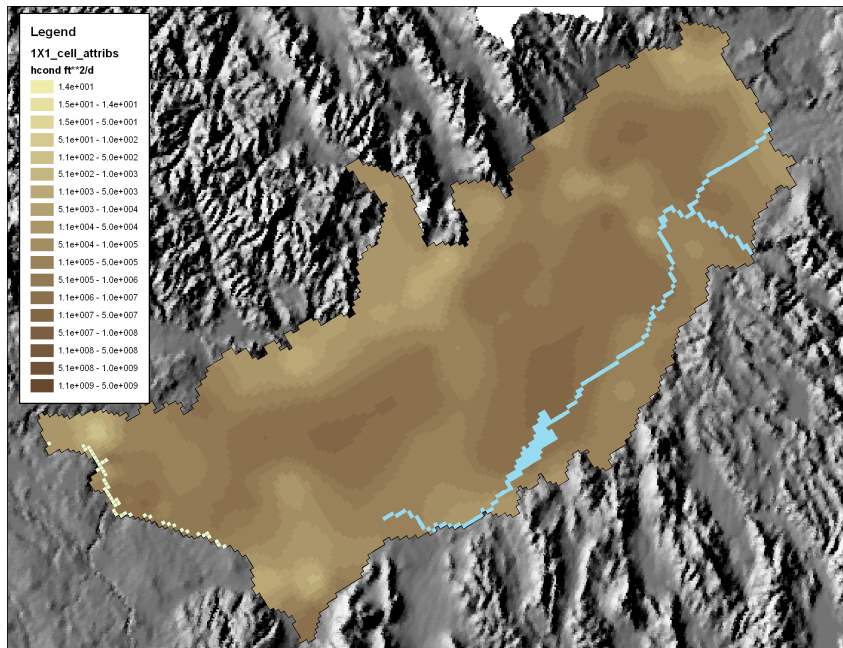 Legend
1X1_cell_attribs
hcond ft**2/d
1.4e+001
1.5e+001 - 1.4e+001
1.5e+001 - 5.0e+001
5.1e+001 - 1.0e+002
1.1e+002 - 5.0e+002
5.1e+002 - 1.0e+003
1.1e+003 - 5.0e+003
5.1e+003 - 1.0e+004
1.1e+004 - 5.0e+004
5.1e+004 - 1.0e+005
1.1e+005 - 5.0e+005
5.1e+005 - 1.0e+006
1.1e+006 - 1.0e+007
1.1e+007 - 5.0e+007
5.1e+007 - 1.0e+008
1.1e+008 - 5.0e+008
5.1e+008 - 1.0e+009
1.1e+009 - 5.0e+009